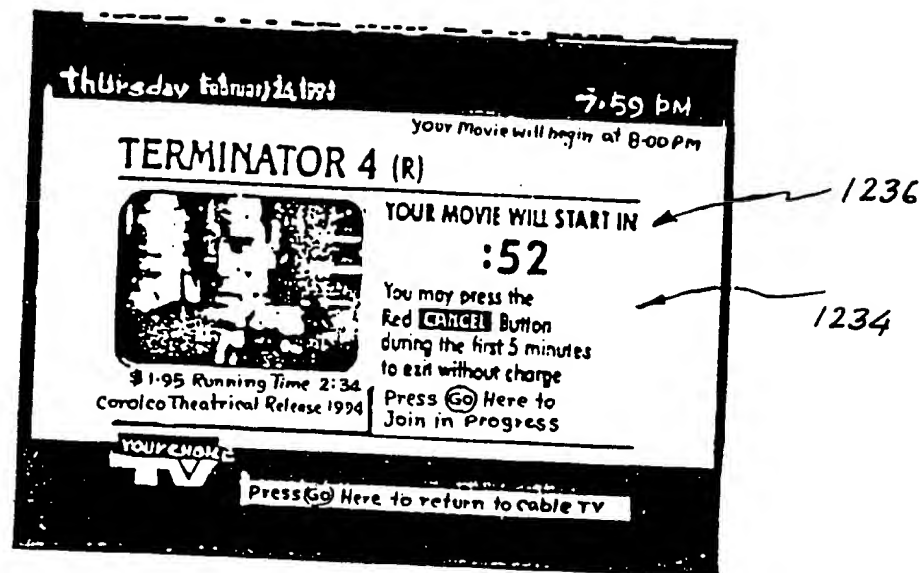 Thursday February
7:59 PM
Your Movie will begin at 8:00 PM
TERMINATOR 4 (R)
YOUR MOVIE WILL START IN
:52
You may press the
Red CANCEL Button
during the first 5 minutes
to exit without charge
$1.95 Running Time 2:34
Corolco Theatrical Release 1994
Press GO Here to
Join in Progress
YOUR CHOICE
TV
Press GO Here to return to cable TV
1236
1234